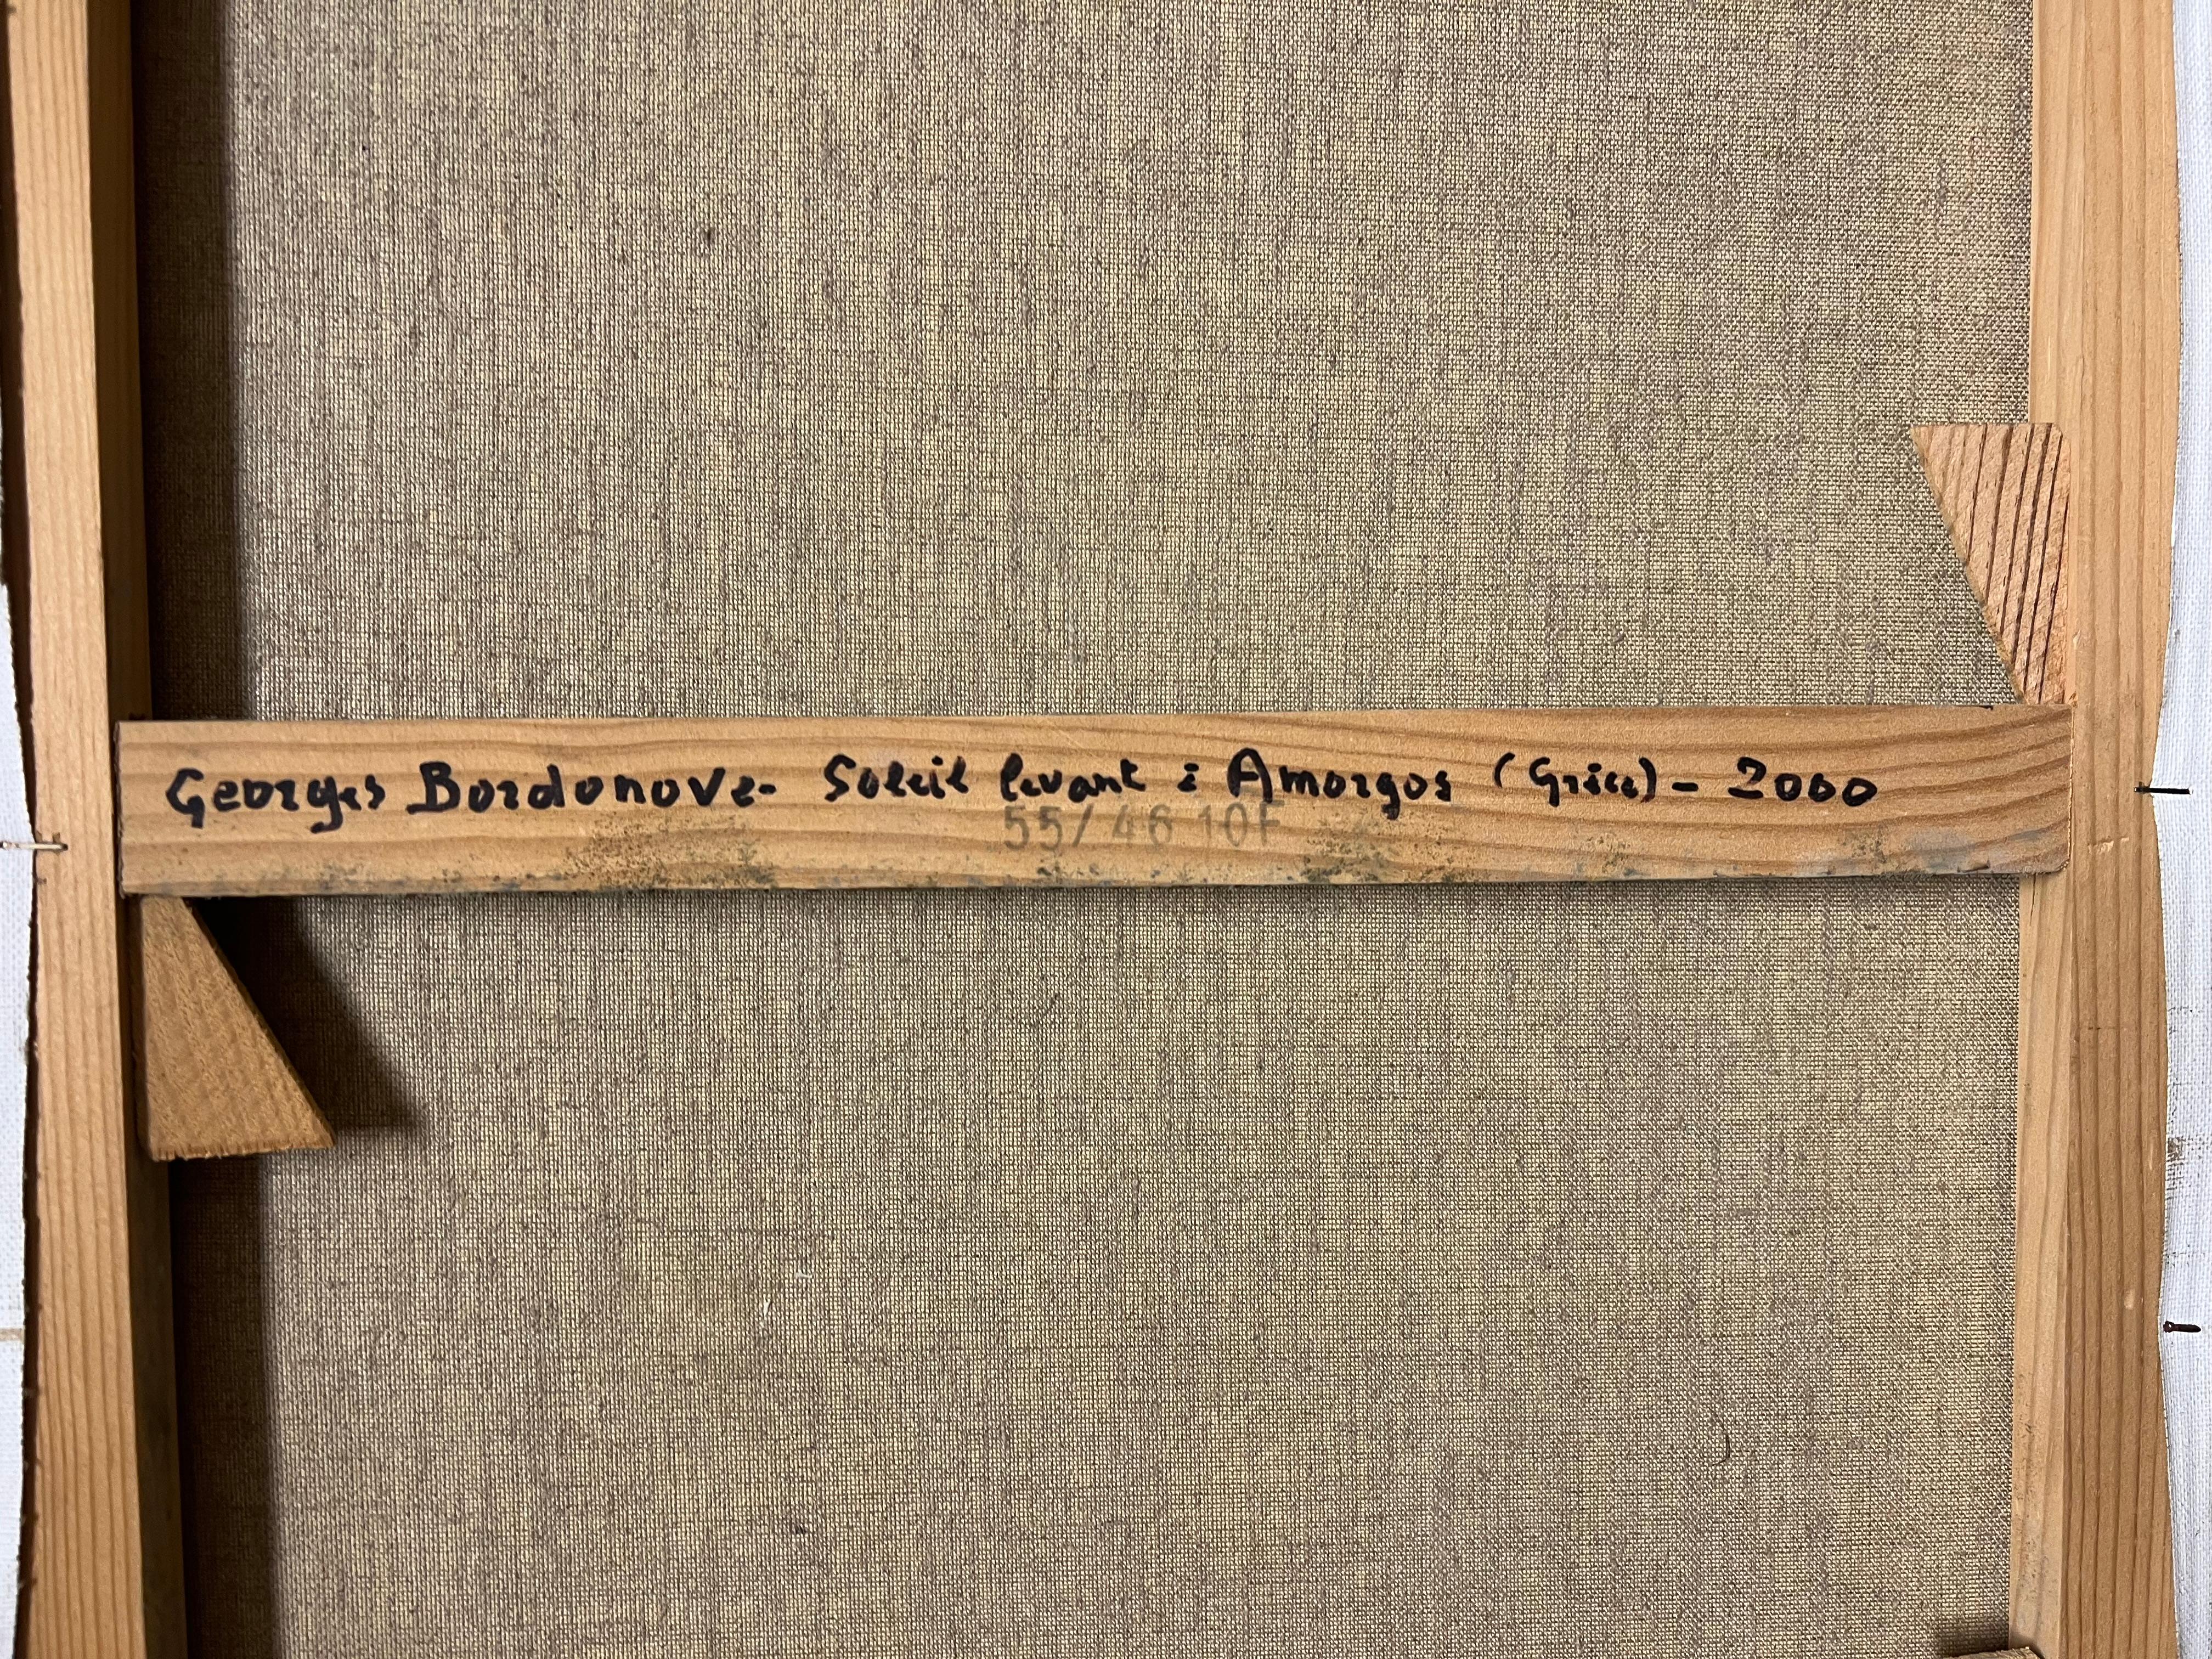 Georges Bordonove - Soleil levant à Amorgos (Grèce) - 2000
55/46 10F